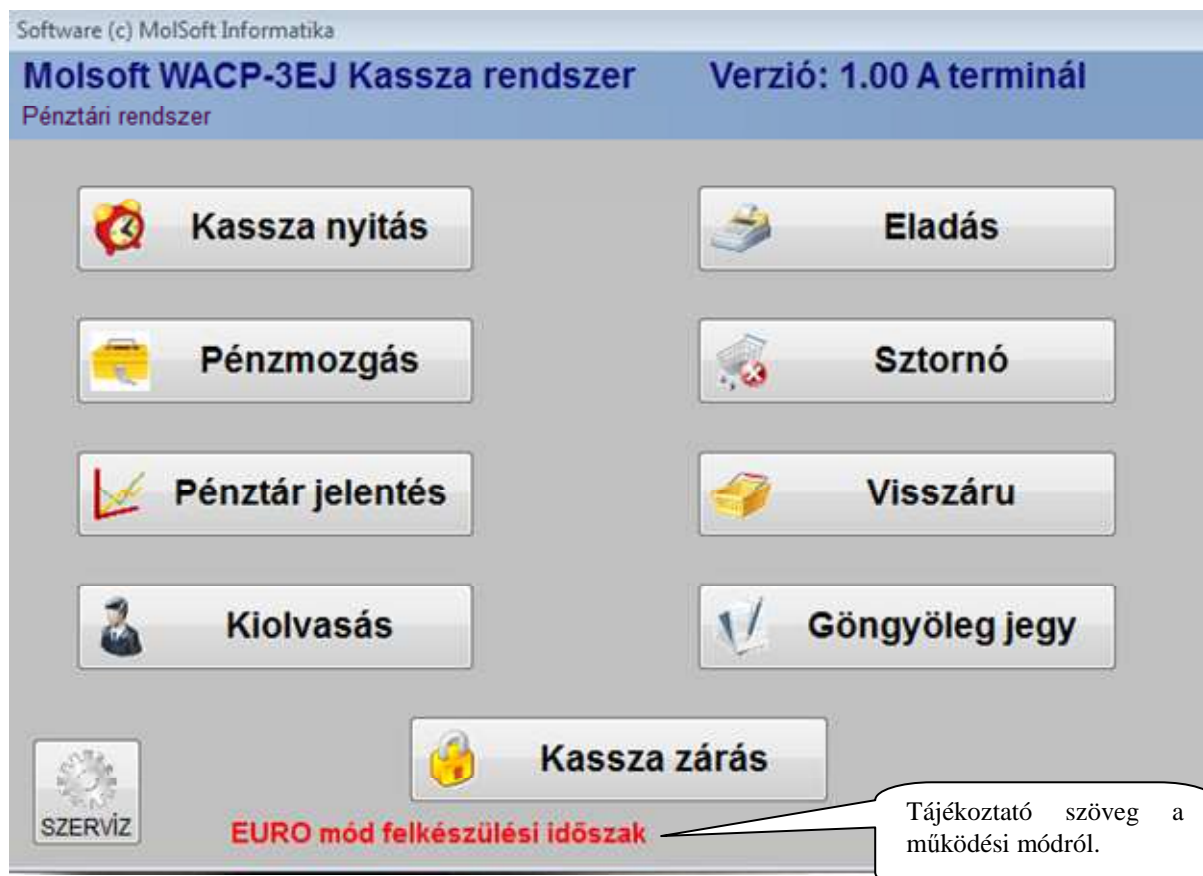 Software (c) MolSoft Informatika
Molsoft WACP-3EJ Kassza rendszer Verzió: 1.00 A terminál
Pénztári rendszer
Kassza nyitás
Eladás
Pénzmozgás
Sztornó
Pénztár jelentés
Visszáru
Kiolvasás
Göngyöleg jegy
Kassza zárás
SZERVÍZ
EURO mód felkészülési időszak
Tájékoztató szöveg a
működési módról.